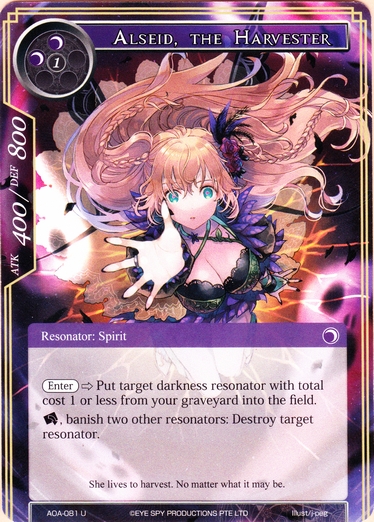 ALSEID, THE HARVESTER
1
ATK 400 / DEF 800
Resonator: Spirit
Enter ⇨ Put target darkness resonator with total
cost 1 or less from your graveyard into the field.
, banish two other resonators: Destroy target
resonator.
She lives to harvest. No matter what it may be.
AOA-081 U ©EYE SPY PRODUCTIONS PTE LTD Illust/j-peg